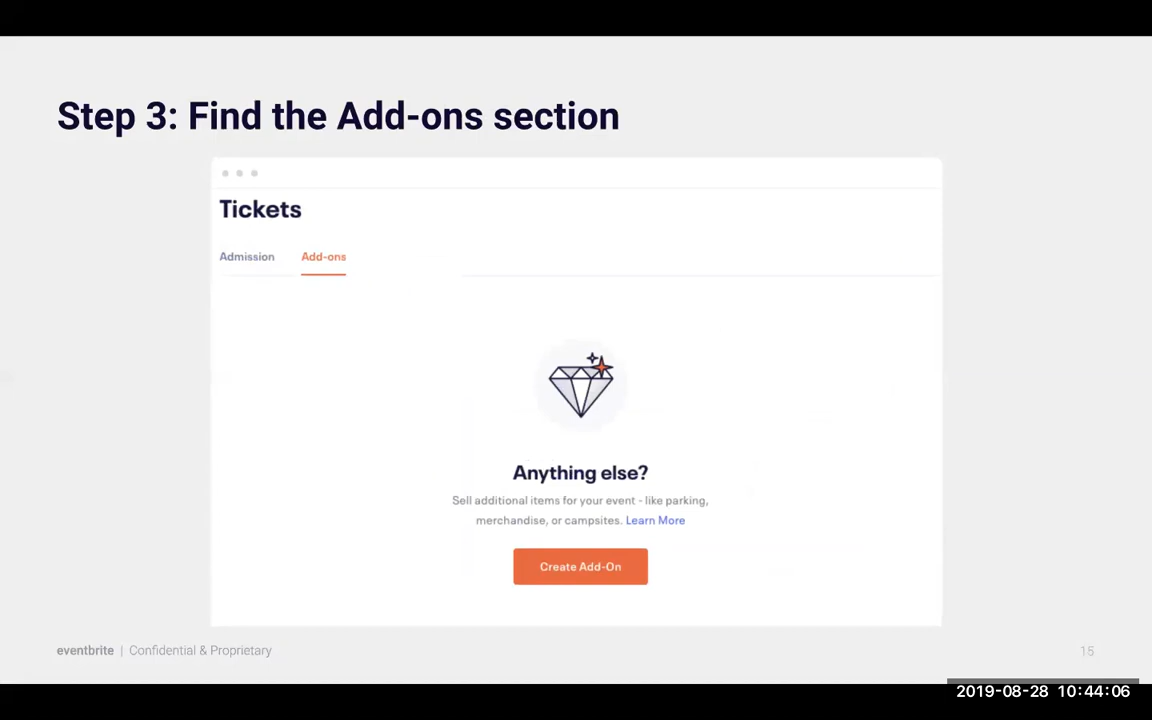 Step 3: Find the Add-ons section
Tickets
Admission Add-ons
Anything else?
Sell additional items for your event - like parking,
merchandise, or campsites. Learn More
Create Add-On
eventbrite | Confidential & Proprietary
15
2019-08-28 10:44:06